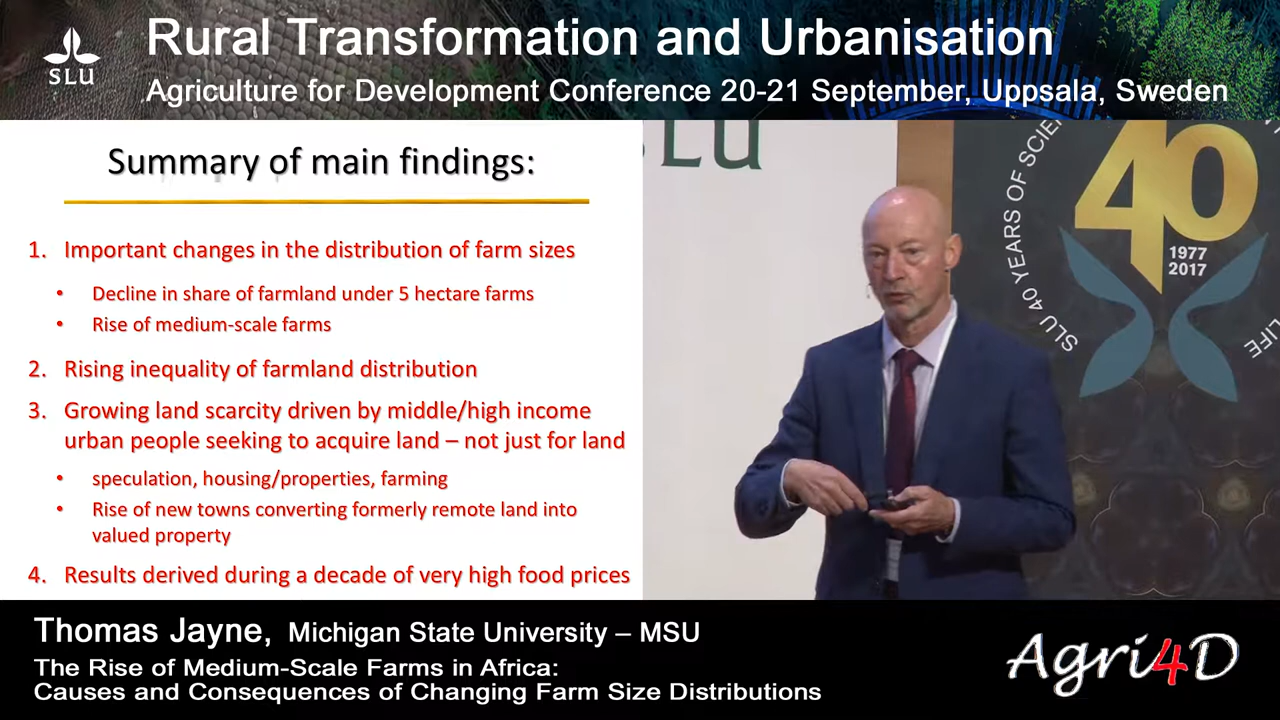 SLU
Rural Transformation and Urbanisation
Agriculture for Development Conference 20-21 September, Uppsala, Sweden
Summary of main findings:
1. Important changes in the distribution of farm sizes
• Decline in share of farmland under 5 hectare farms
• Rise of medium-scale farms
2. Rising inequality of farmland distribution
3. Growing land scarcity driven by middle/high income
urban people seeking to acquire land – not just for land
• speculation, housing/properties, farming
• Rise of new towns converting formerly remote land into
valued property
4. Results derived during a decade of very high food prices
SLU
40
1977
2017
SLU 40 YEARS OF SCIEN
LIFE
Thomas Jayne, Michigan State University – MSU
The Rise of Medium-Scale Farms in Africa:
Causes and Consequences of Changing Farm Size Distributions
Agri4D